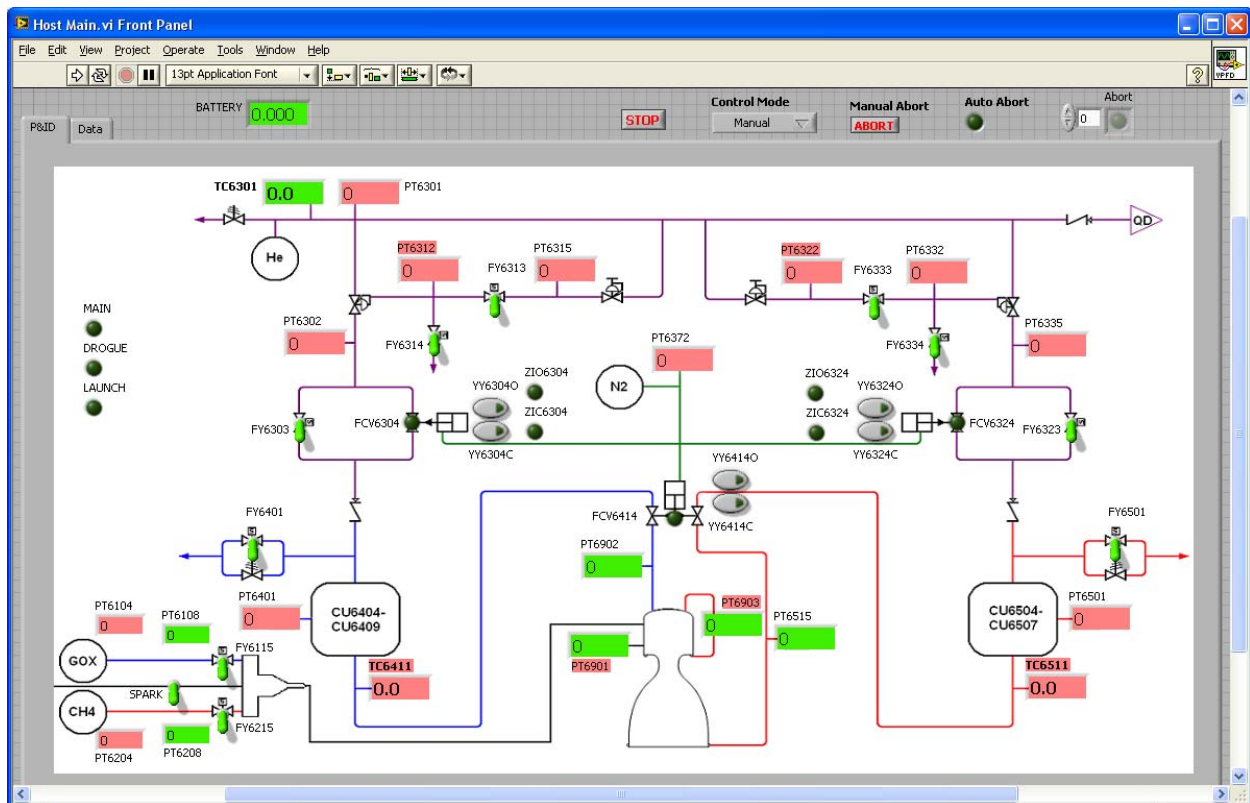 Host Main.vi Front Panel
File Edit View Project Operate Tools Window Help
13pt Application Font
VPFD
BATTERY 0.000
STOP
Control Mode
Manual
Manual Abort
ABORT
Auto Abort
0
Abort
P&ID Data
TC6301 0.0
0 PT6301
He
QD
PT6312
0
FY6313
PT6315
0
PT6322
0
FY6333
PT6332
0
MAIN
DROGUE
LAUNCH
PT6302
0
FY6314
PT6372
0
N2
FY6334
PT6335
0
FY6303
FCV6304
YY6304O
YY6304C
ZIO6304
ZIC6304
ZIO6324
ZIC6324
YY6324O
YY6324C
FCV6324
FY6323
FY6401
FCV6414
YY6414O
YY6414C
FY6501
PT6902
0
PT6104
0
PT6108
0
PT6401
0
CU6404-
CU6409
PT6903
0
PT6515
0
CU6504-
CU6507
PT6501
0
GOX
FY6115
0
PT6901
TC6411
0.0
TC6511
0.0
SPARK
CH4
FY6215
0
PT6204
0
PT6208